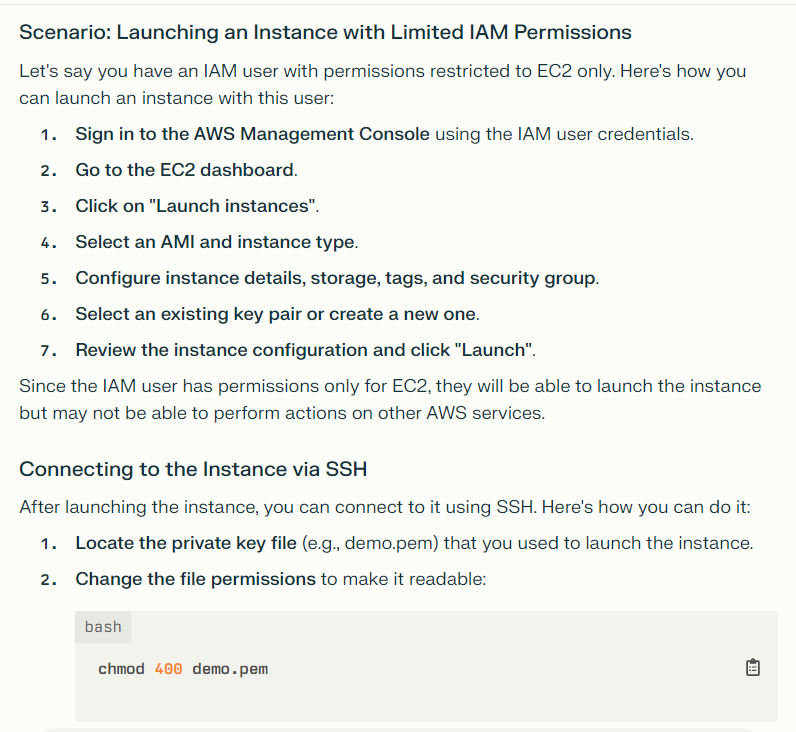 Scenario: Launching an Instance with Limited IAM Permissions
Let's say you have an IAM user with permissions restricted to EC2 only. Here's how you
can launch an instance with this user:
1. Sign in to the AWS Management Console using the IAM user credentials.
2. Go to the EC2 dashboard.
3. Click on "Launch instances".
4. Select an AMI and instance type.
5. Configure instance details, storage, tags, and security group.
6. Select an existing key pair or create a new one.
7. Review the instance configuration and click "Launch".
Since the IAM user has permissions only for EC2, they will be able to launch the instance
but may not be able to perform actions on other AWS services.
Connecting to the Instance via SSH
After launching the instance, you can connect to it using SSH. Here's how you can do it:
1. Locate the private key file (e.g., demo.pem) that you used to launch the instance.
2. Change the file permissions to make it readable:
bash
chmod 400 demo.pem